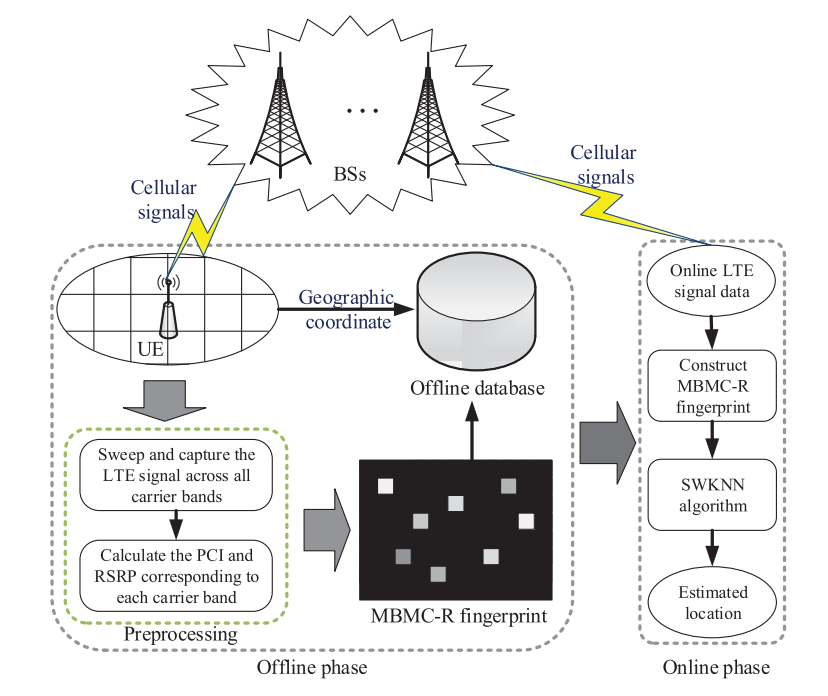 BSs
Cellular
signals
Cellular
signals
UE
Geographic
coordinate
Offline database
Sweep and capture the
LTE signal across all
carrier bands
Calculate the PCI and
RSRP corresponding to
each carrier band
Preprocessing
MBMC-R fingerprint
Offline phase
Online LTE
signal data
Construct
MBMC-R
fingerprint
SWKNN
algorithm
Estimated
location
Online phase